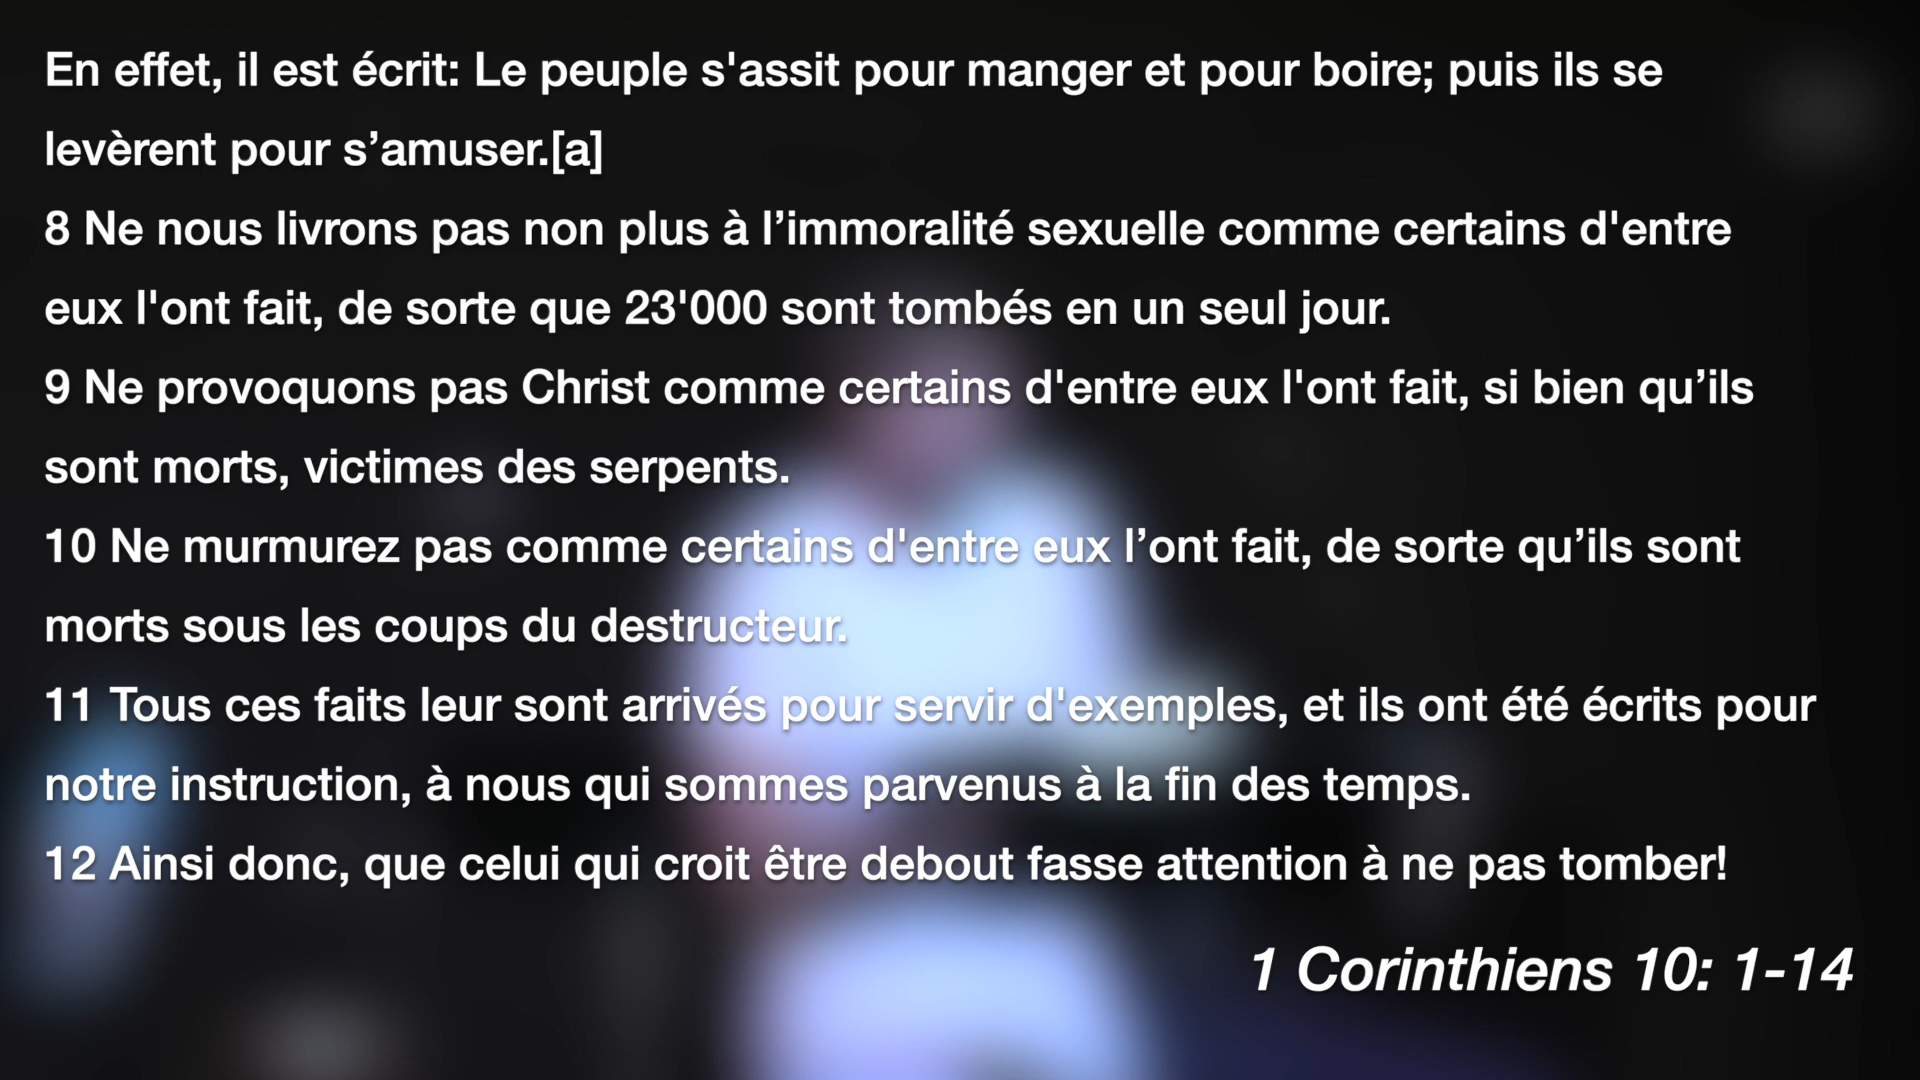 En effet, il est écrit: Le peuple s'assit pour manger et pour boire; puis ils se
levèrent pour s’amuser.[a]
8 Ne nous livrons pas non plus à l’immoralité sexuelle comme certains d'entre
eux l'ont fait, de sorte que 23'000 sont tombés en un seul jour.
9 Ne provoquons pas Christ comme certains d'entre eux l'ont fait, si bien qu’ils
sont morts, victimes des serpents.
10 Ne murmurez pas comme certains d'entre eux l’ont fait, de sorte qu’ils sont
morts sous les coups du destructeur.
11 Tous ces faits leur sont arrivés pour servir d'exemples, et ils ont été écrits pour
notre instruction, à nous qui sommes parvenus à la fin des temps.
12 Ainsi donc, que celui qui croit être debout fasse attention à ne pas tomber!
1 Corinthiens 10: 1-14